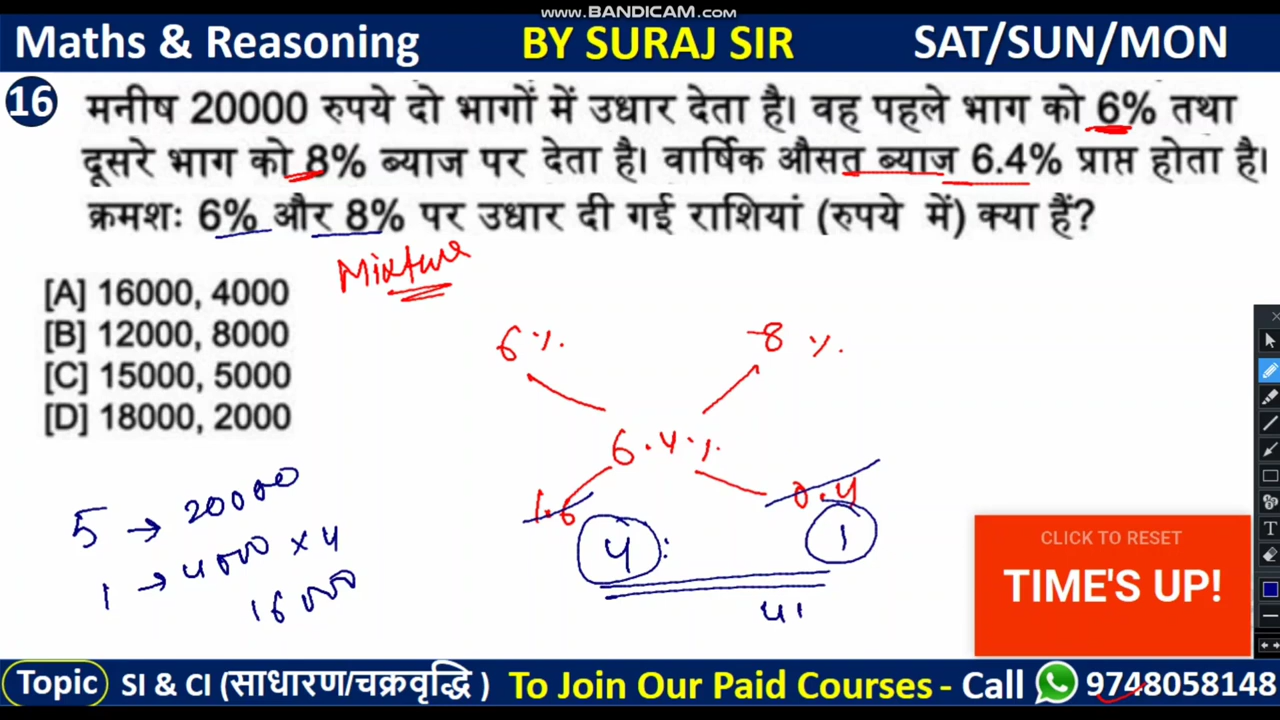 www.BANDICAM.com
Maths & Reasoning BY SURAJ SIR SAT/SUN/MON
16 मनीष 20000 रुपये दो भागों में उधार देता है। वह पहले भाग को 6% तथा
दूसरे भाग को 8% ब्याज पर देता है। वार्षिक औसत ब्याज 6.4% प्राप्त होता है।
क्रमशः 6% और 8% पर उधार दी गई राशियां (रुपये में) क्या हैं?
Mixture
[A] 16000, 4000
[B] 12000, 8000
[C] 15000, 5000
[D] 18000, 2000
6% 8%
6.4%
1.6 0.4
4 : 1
5 → 20000
1 → 4000 × 4
16000
CLICK TO RESET
TIME'S UP!
Topic SI & CI (साधारण/चक्रवृद्धि ) To Join Our Paid Courses - Call 9748058148